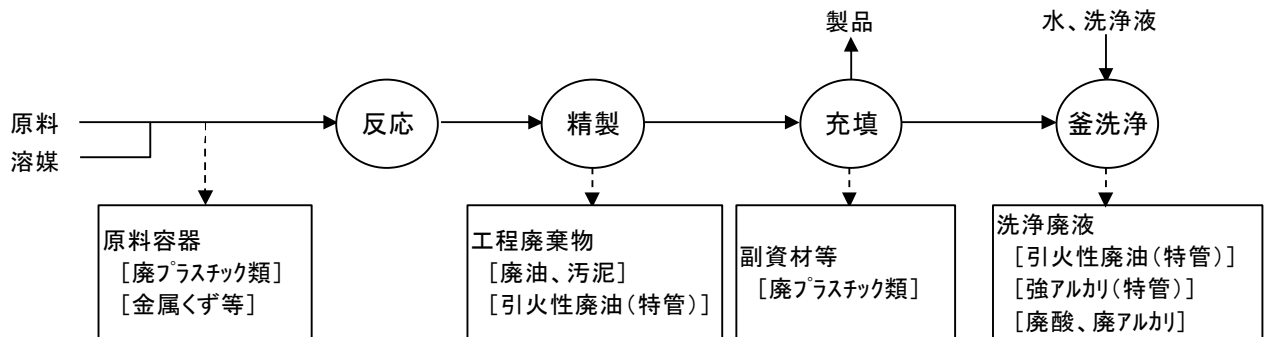 製品
水、洗浄液
原料
溶媒
反応
精製
充填
釜洗浄
原料容器
[廃プラスチック類]
[金属くず等]
工程廃棄物
[廃油、汚泥]
[引火性廃油(特管)]
副資材等
[廃プラスチック類]
洗浄廃液
[引火性廃油(特管)]
[強アルカリ(特管)]
[廃酸、廃アルカリ]